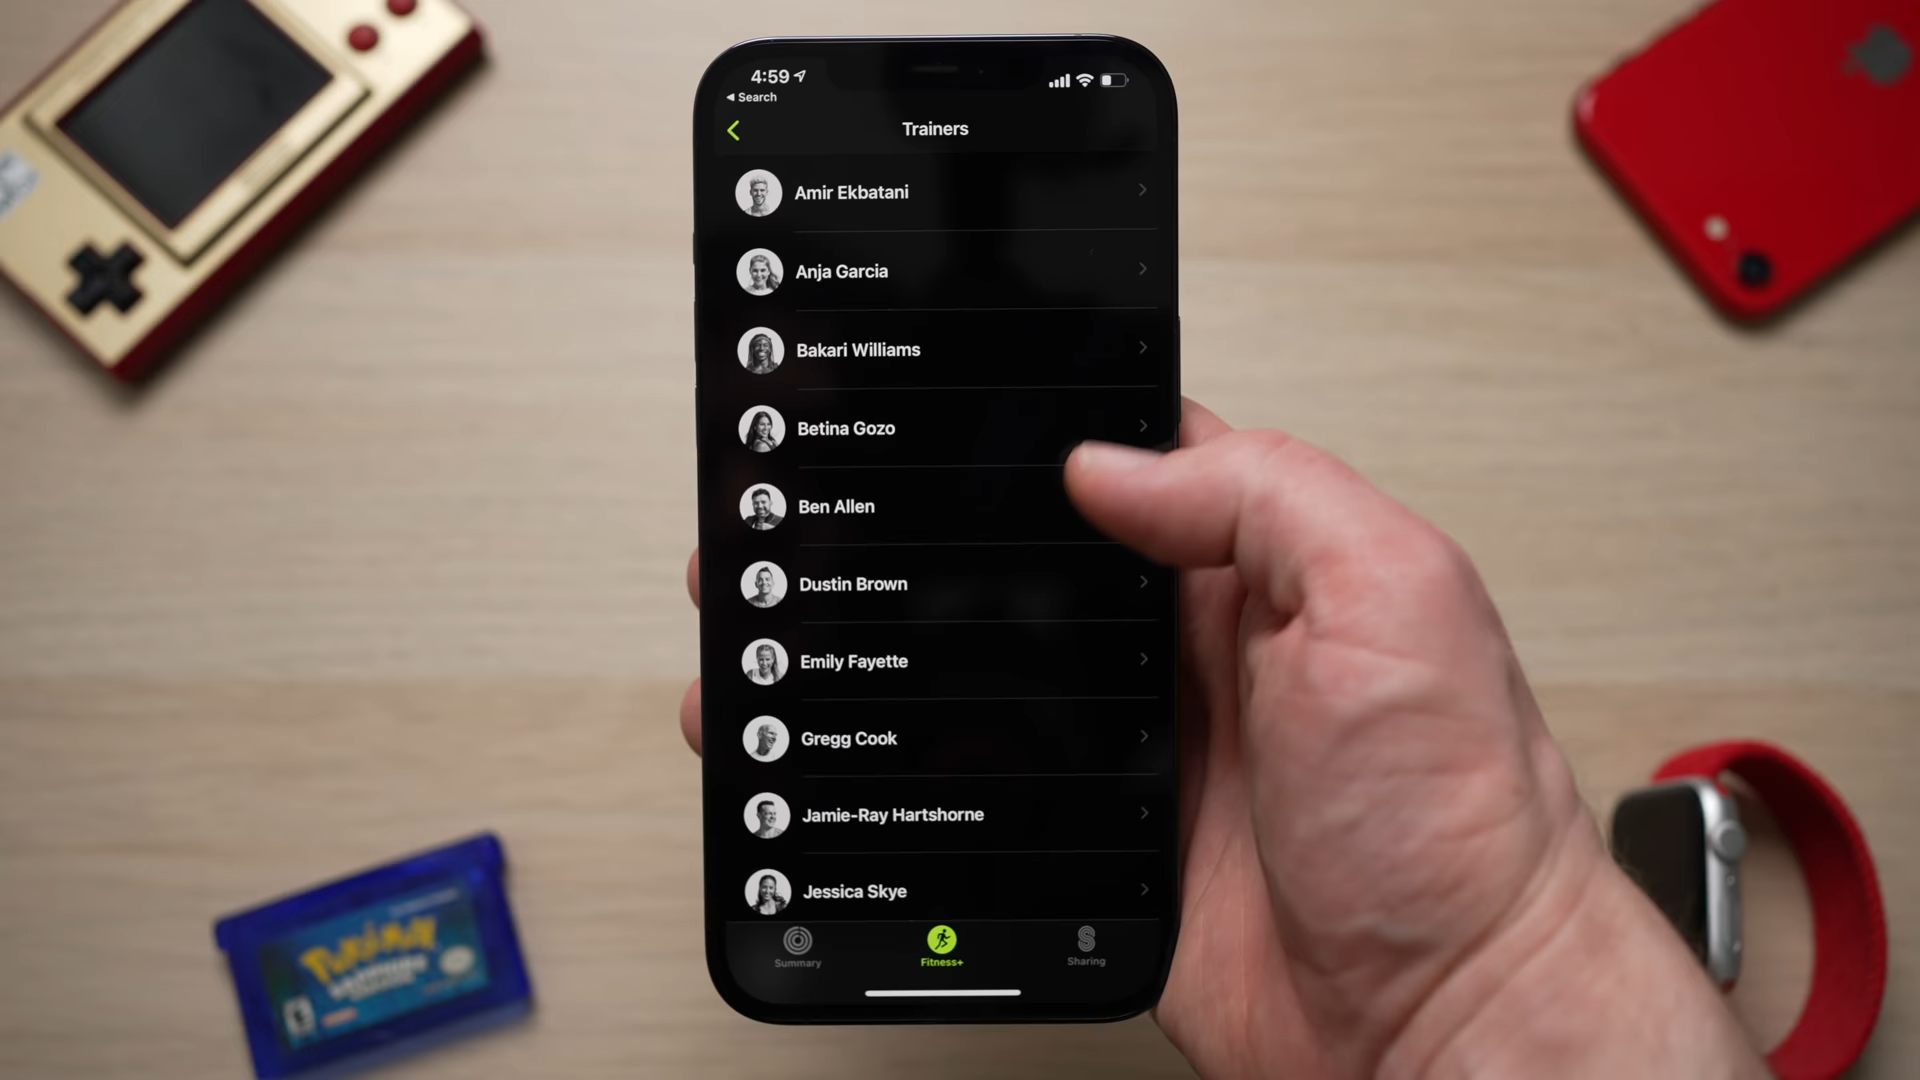 4:59
Search
Trainers
Amir Ekbatani
Anja Garcia
Bakari Williams
Betina Gozo
Ben Allen
Dustin Brown
Emily Fayette
Gregg Cook
Jamie-Ray Hartshorne
Jessica Skye
Summary
Fitness+
Sharing
POKéMON
E